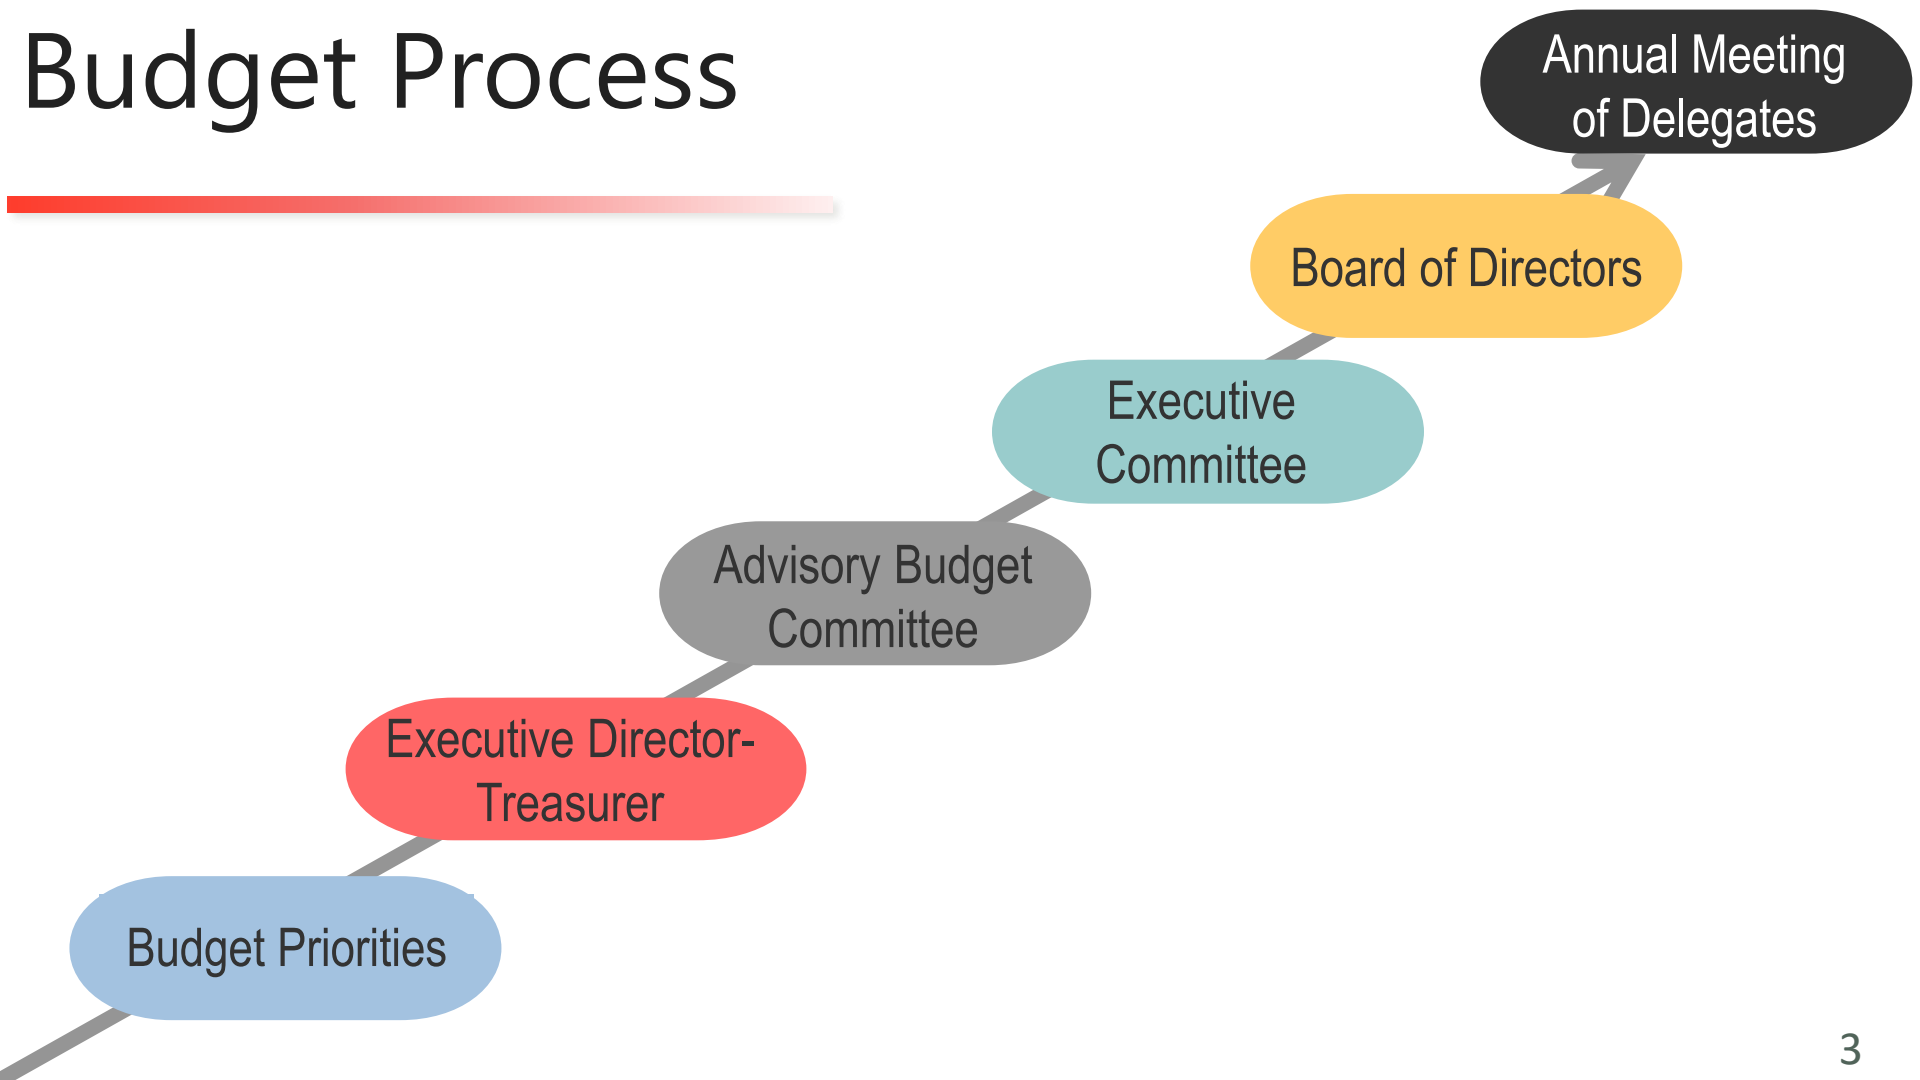 Budget Process
Annual Meeting
of Delegates
Board of Directors
Executive
Committee
Advisory Budget
Committee
Executive Director-
Treasurer
Budget Priorities
3